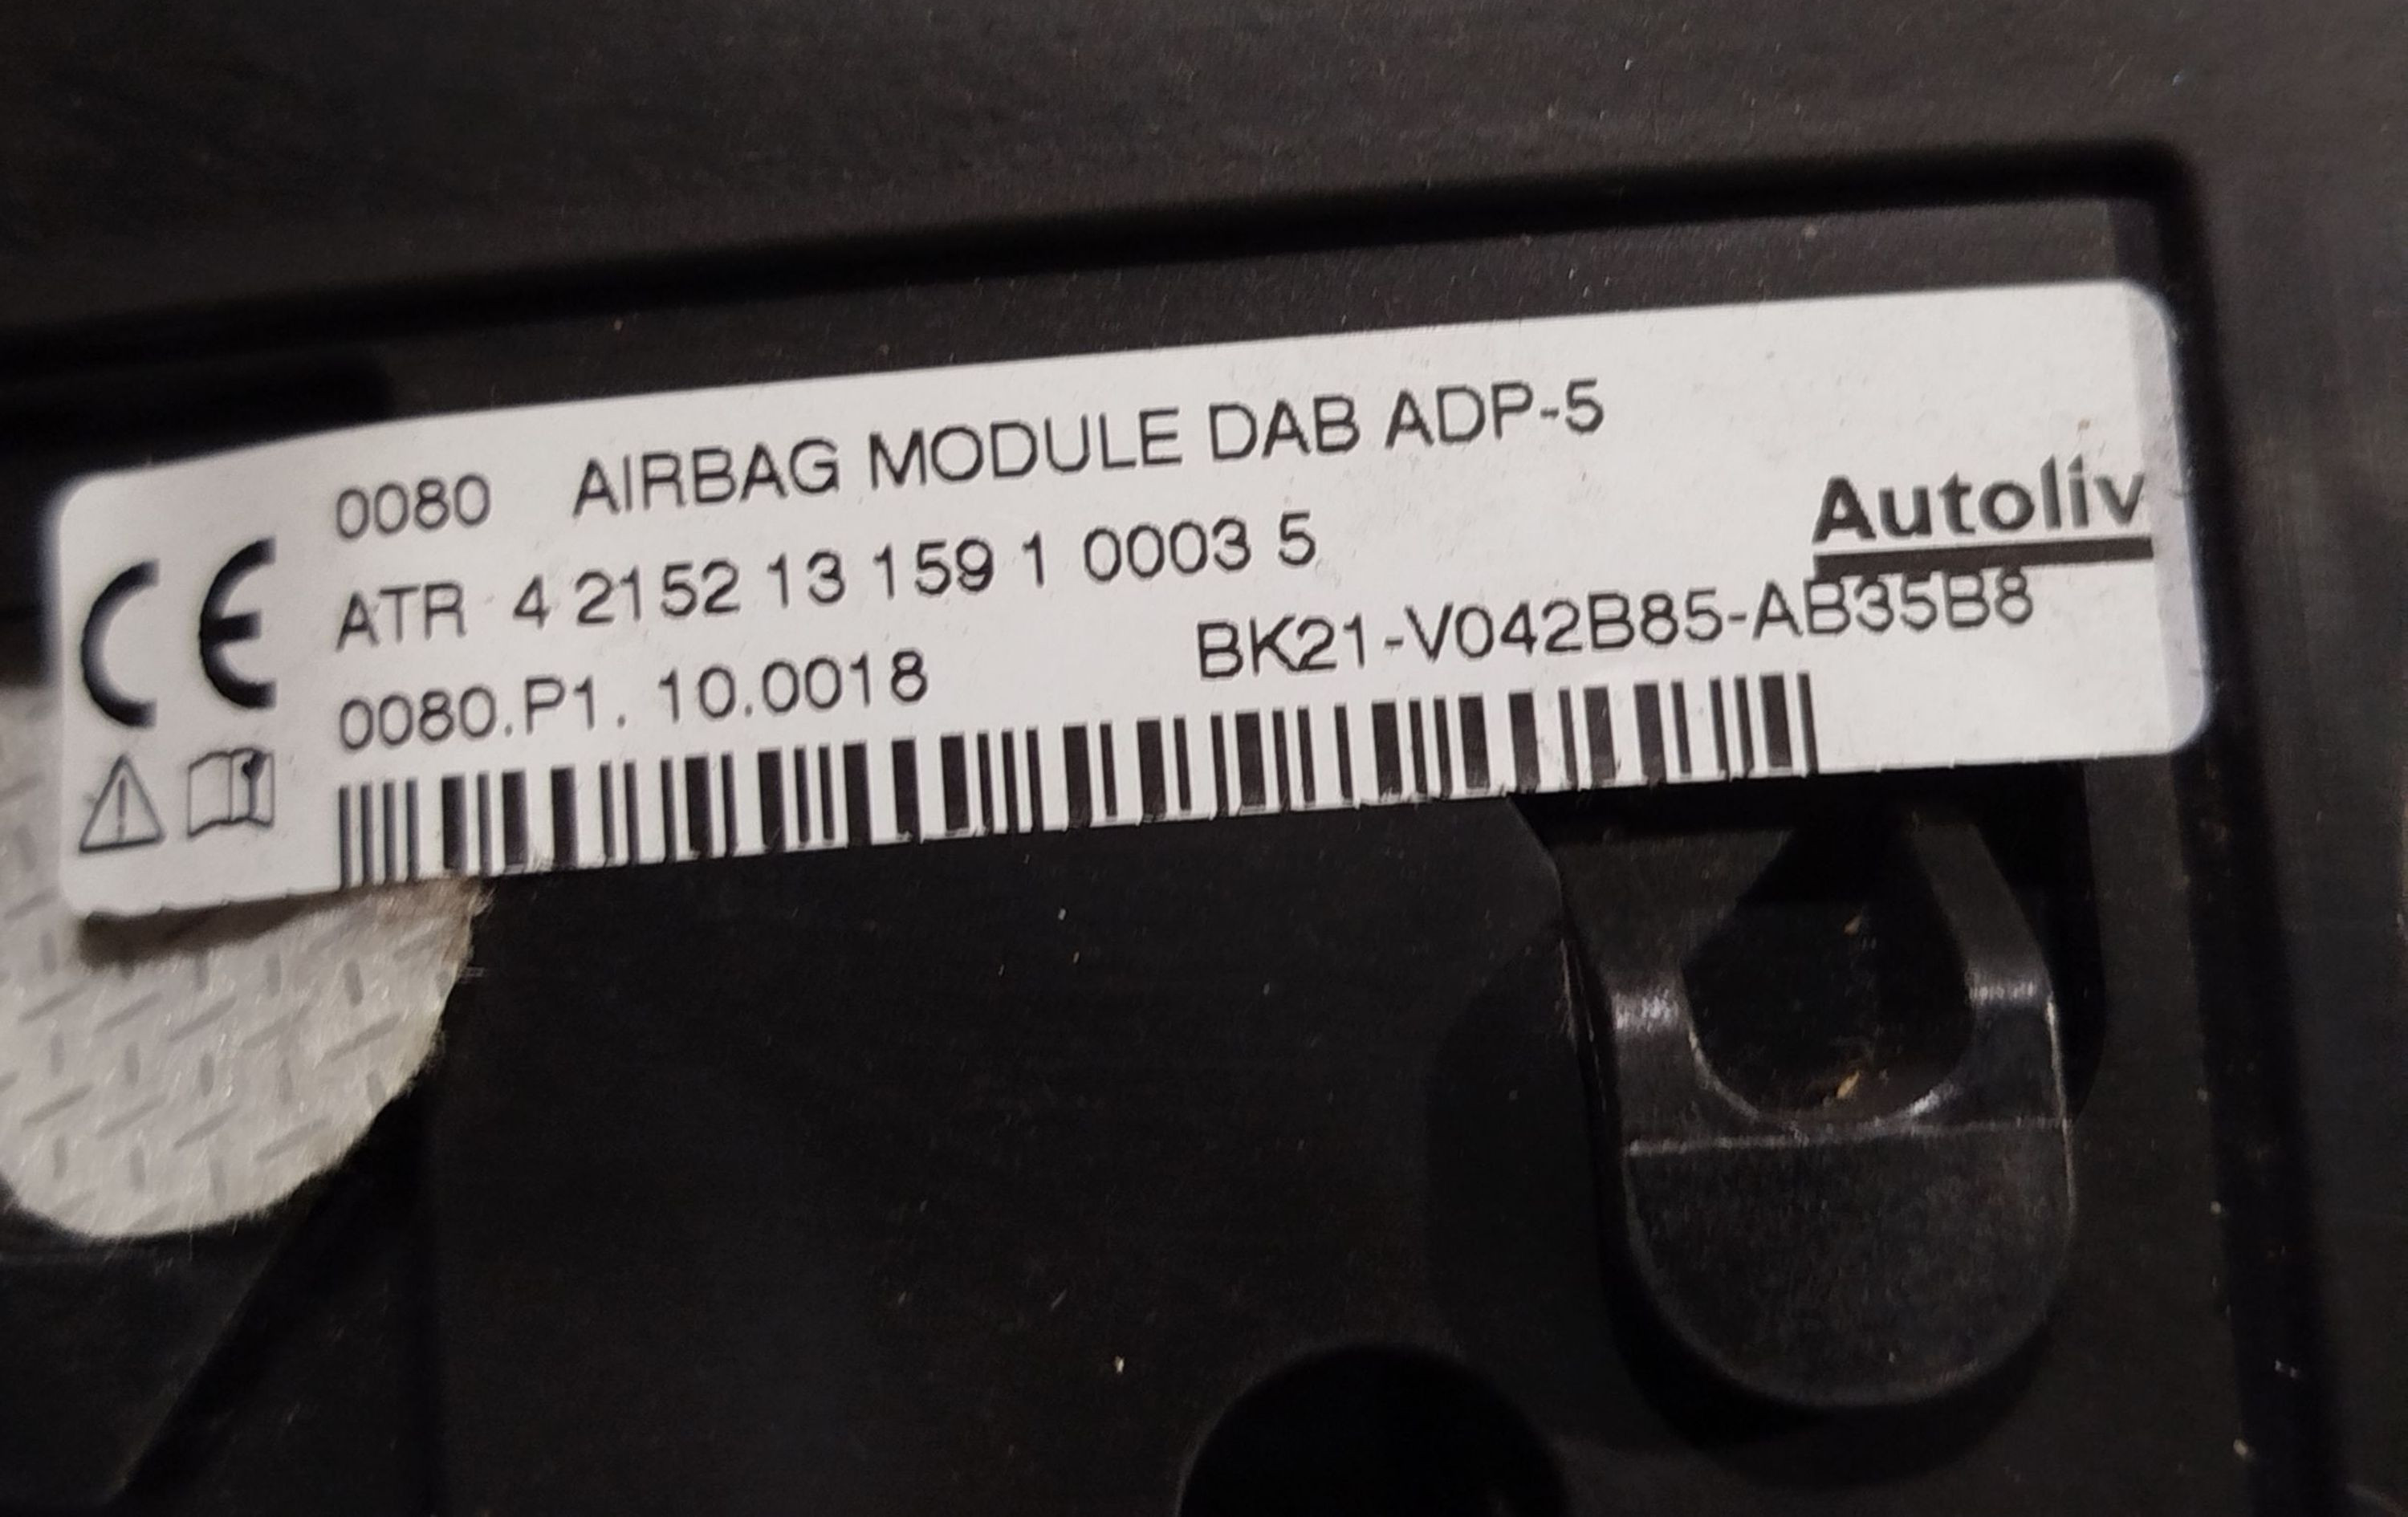 0080 AIRBAG MODULE DAB ADP-5
Autoliv
CE
ATR 4 2152 13 159 1 0003 5
0080.P1. 10.0018 BK21-V042B85-AB35B8